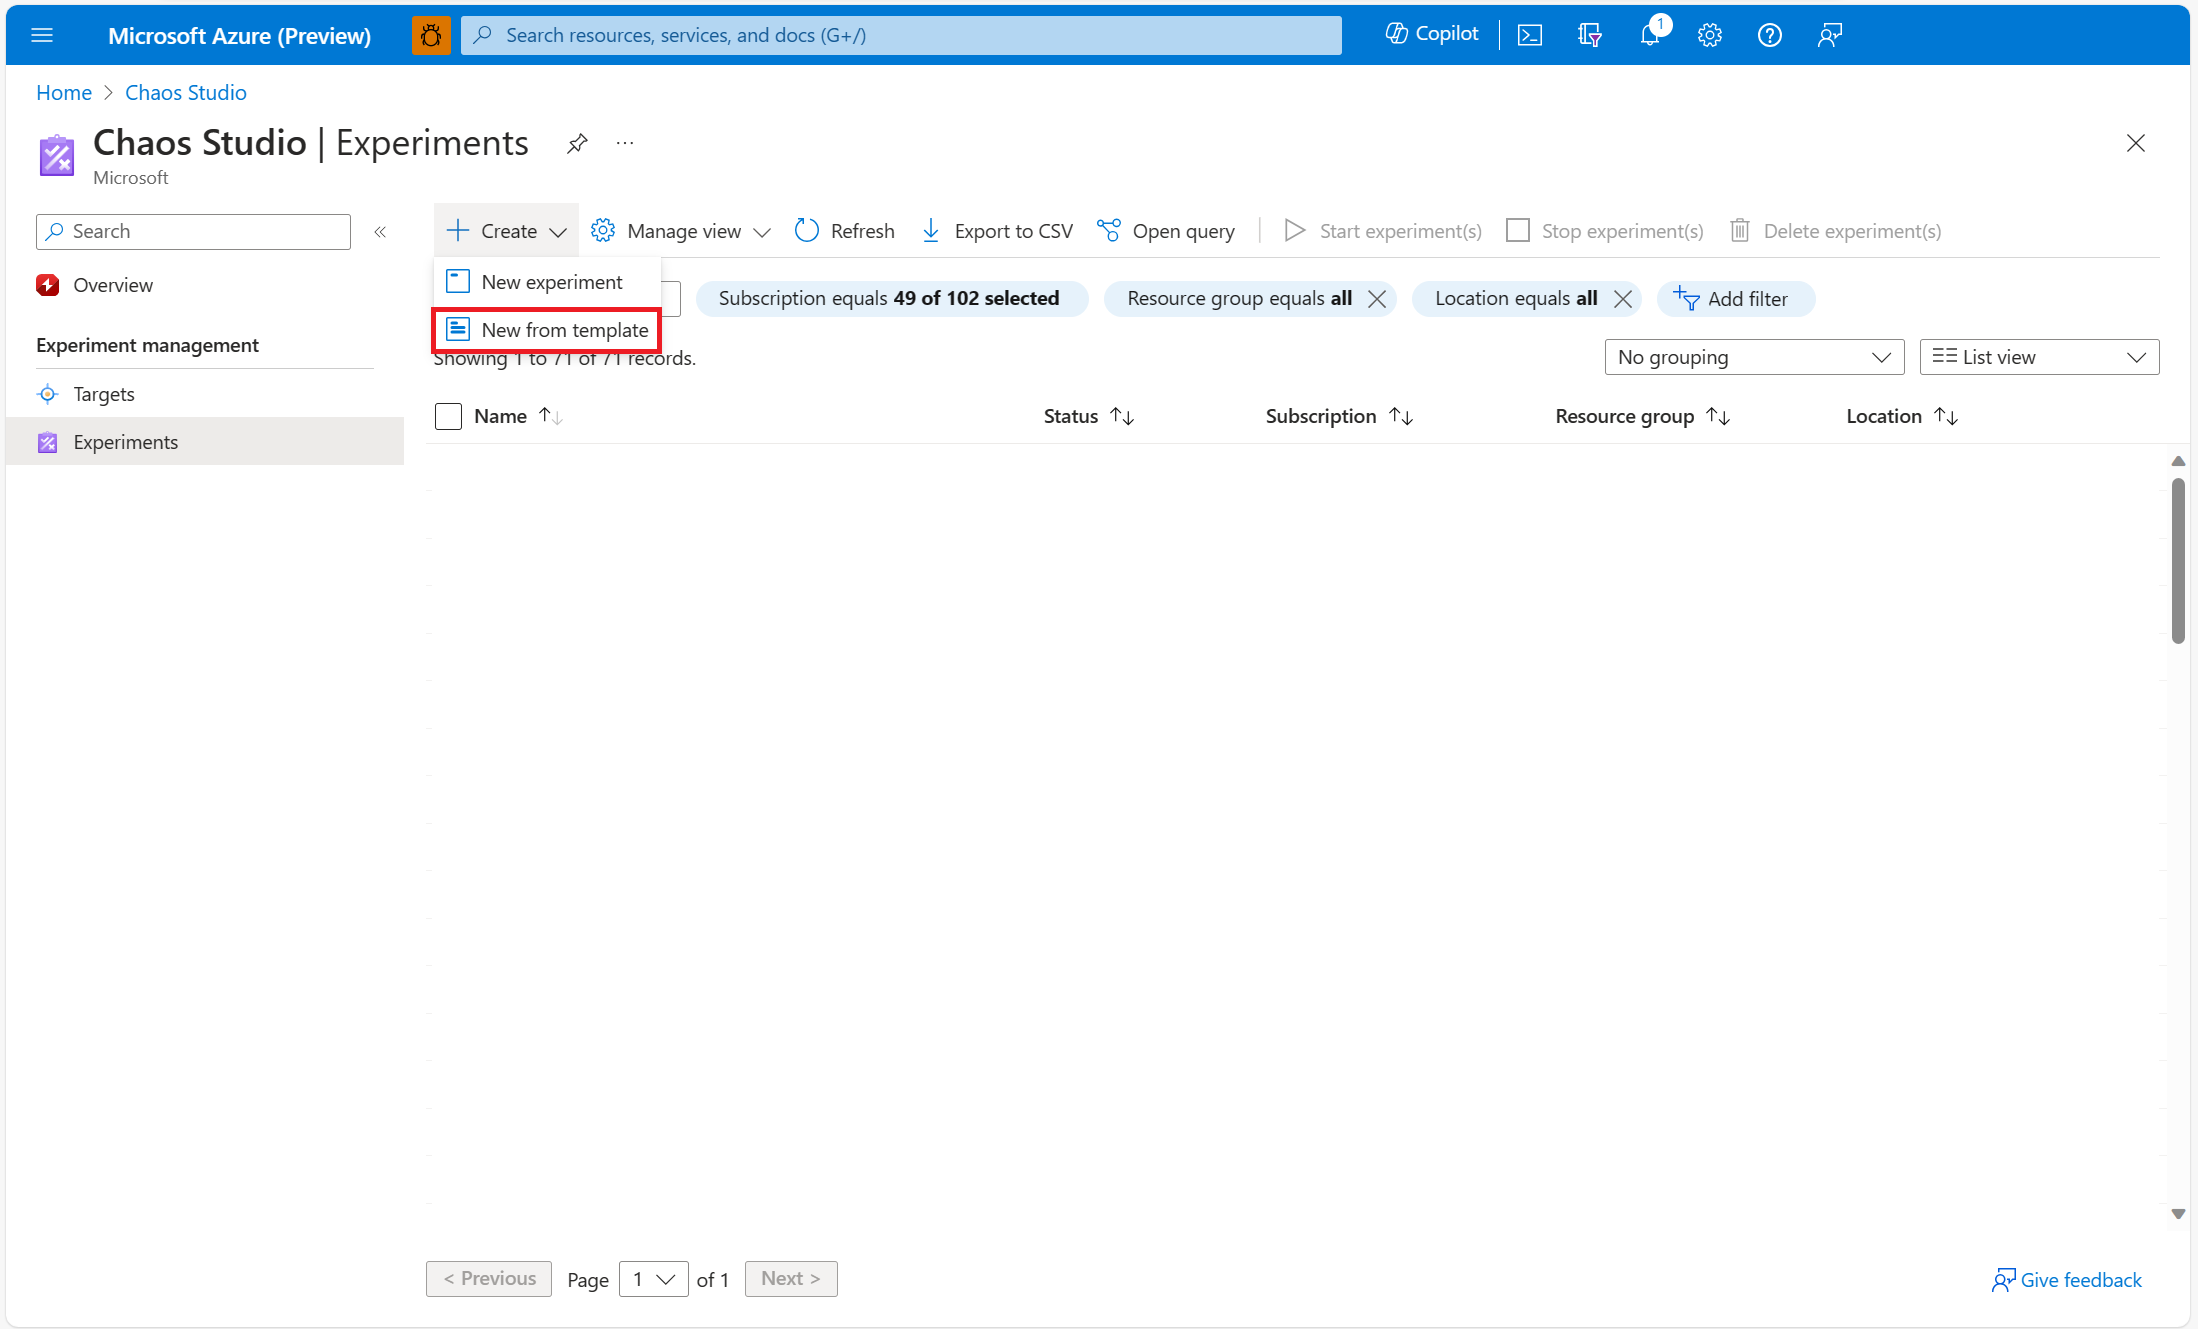 Microsoft Azure (Preview)
Search resources, services, and docs (G+/)
Copilot
1
Home > Chaos Studio
Chaos Studio | Experiments
...
Microsoft
Search
«
Create
Manage view
Refresh
Export to CSV
Open query
Start experiment(s)
Stop experiment(s)
Delete experiment(s)
Overview
New experiment
New from template
Subscription equals 49 of 102 selected
Resource group equals all
Location equals all
Add filter
Experiment management
Targets
Experiments
Showing 1 to 71 of 71 records.
No grouping
List view
Name
Status
Subscription
Resource group
Location
< Previous
Page
1
of 1
Next >
Give feedback